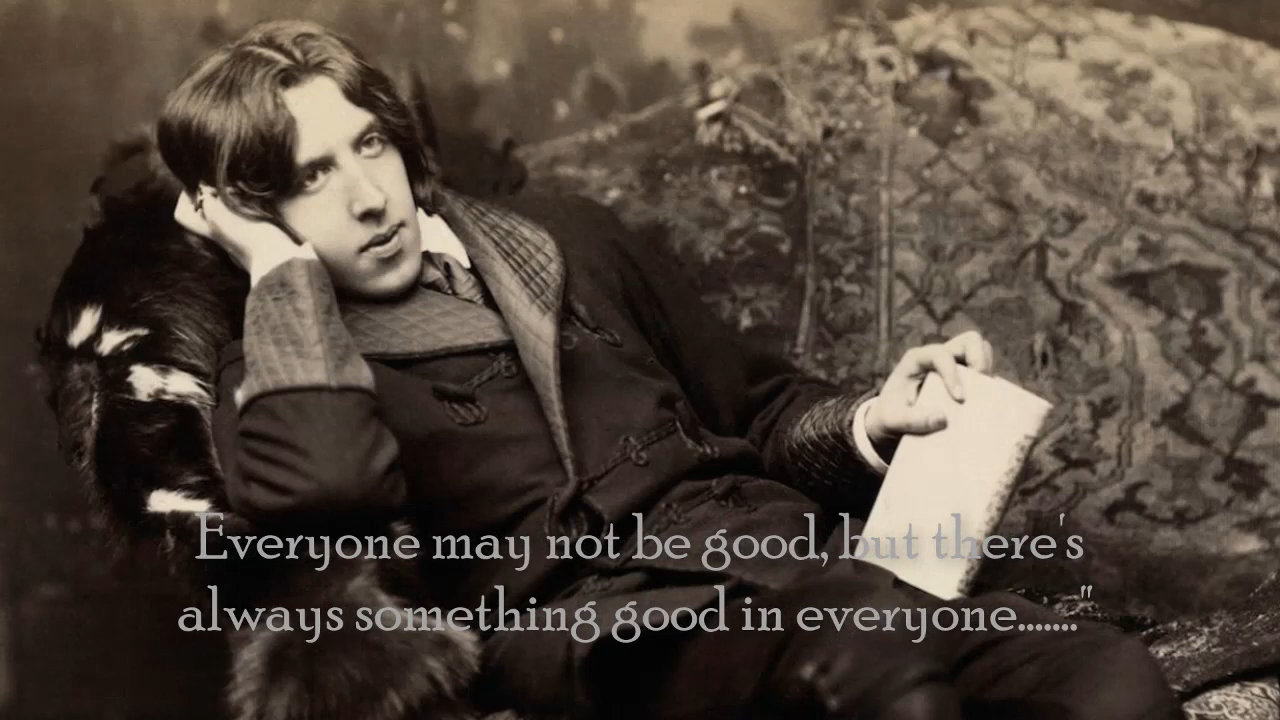 Everyone may not be good, but there's
always something good in everyone......."